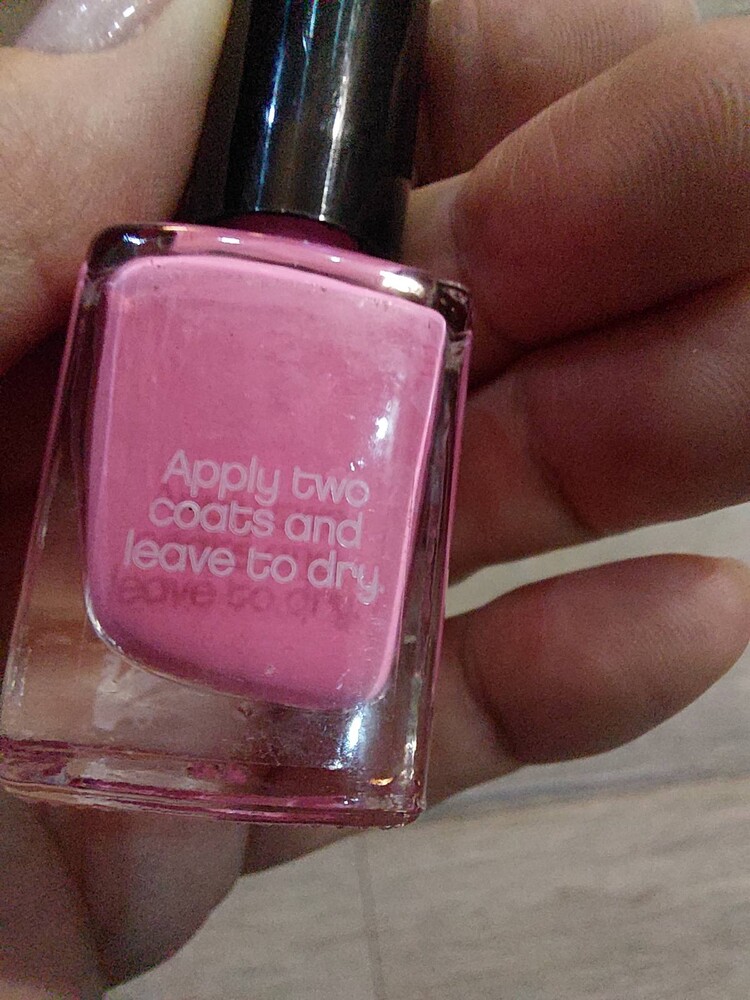 Apply two
coats and
leave to dry.